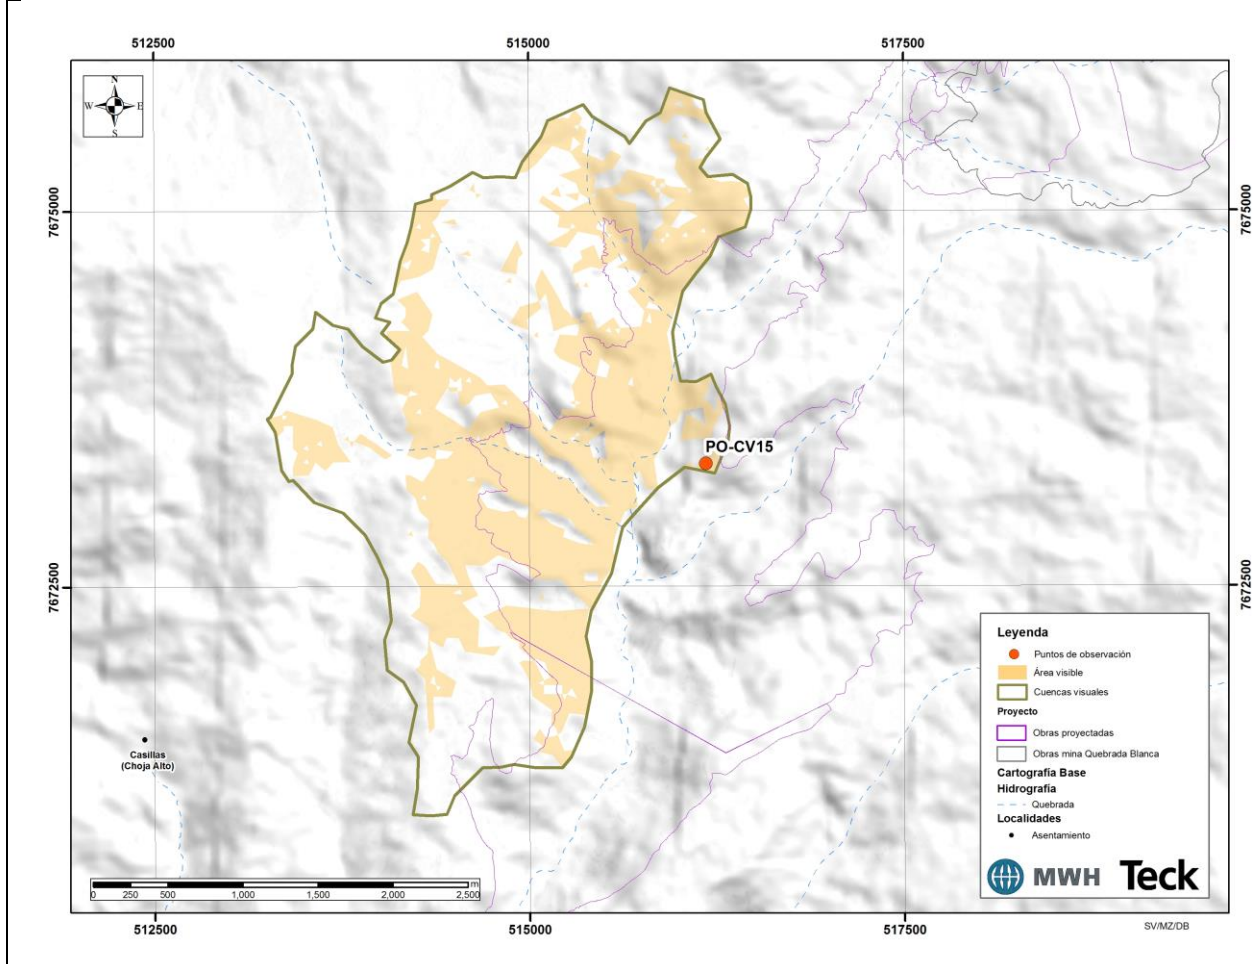 512500
515000
517500
N
W
E
S
7675000
7675000
PO-CV15
7672500
7672500
Casillas
(Choja Alto)
Leyenda
Puntos de observación
Área visible
Cuencas visuales
Proyecto
Obras proyectadas
Obras mina Quebrada Blanca
Cartografía Base
Hidrografía
Quebrada
Localidades
Asentamiento
MWH Teck
m
0 250 500 1,000 1,500 2,000 2,500
512500
515000
517500
SV/MZ/DB